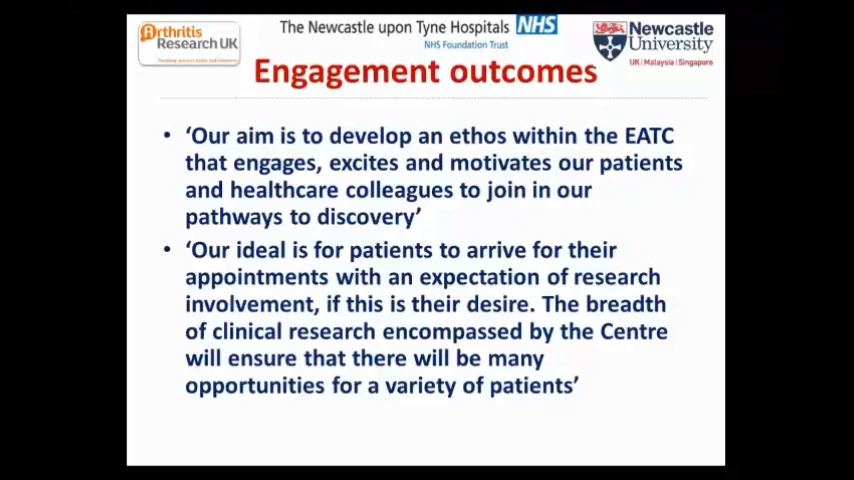 Arthritis
Research UK
The Newcastle upon Tyne Hospitals NHS
NHS Foundation Trust
Newcastle
University
UK | Malaysia | Singapore
Engagement outcomes
• ‘Our aim is to develop an ethos within the EATC
that engages, excites and motivates our patients
and healthcare colleagues to join in our
pathways to discovery’
• ‘Our ideal is for patients to arrive for their
appointments with an expectation of research
involvement, if this is their desire. The breadth
of clinical research encompassed by the Centre
will ensure that there will be many
opportunities for a variety of patients’